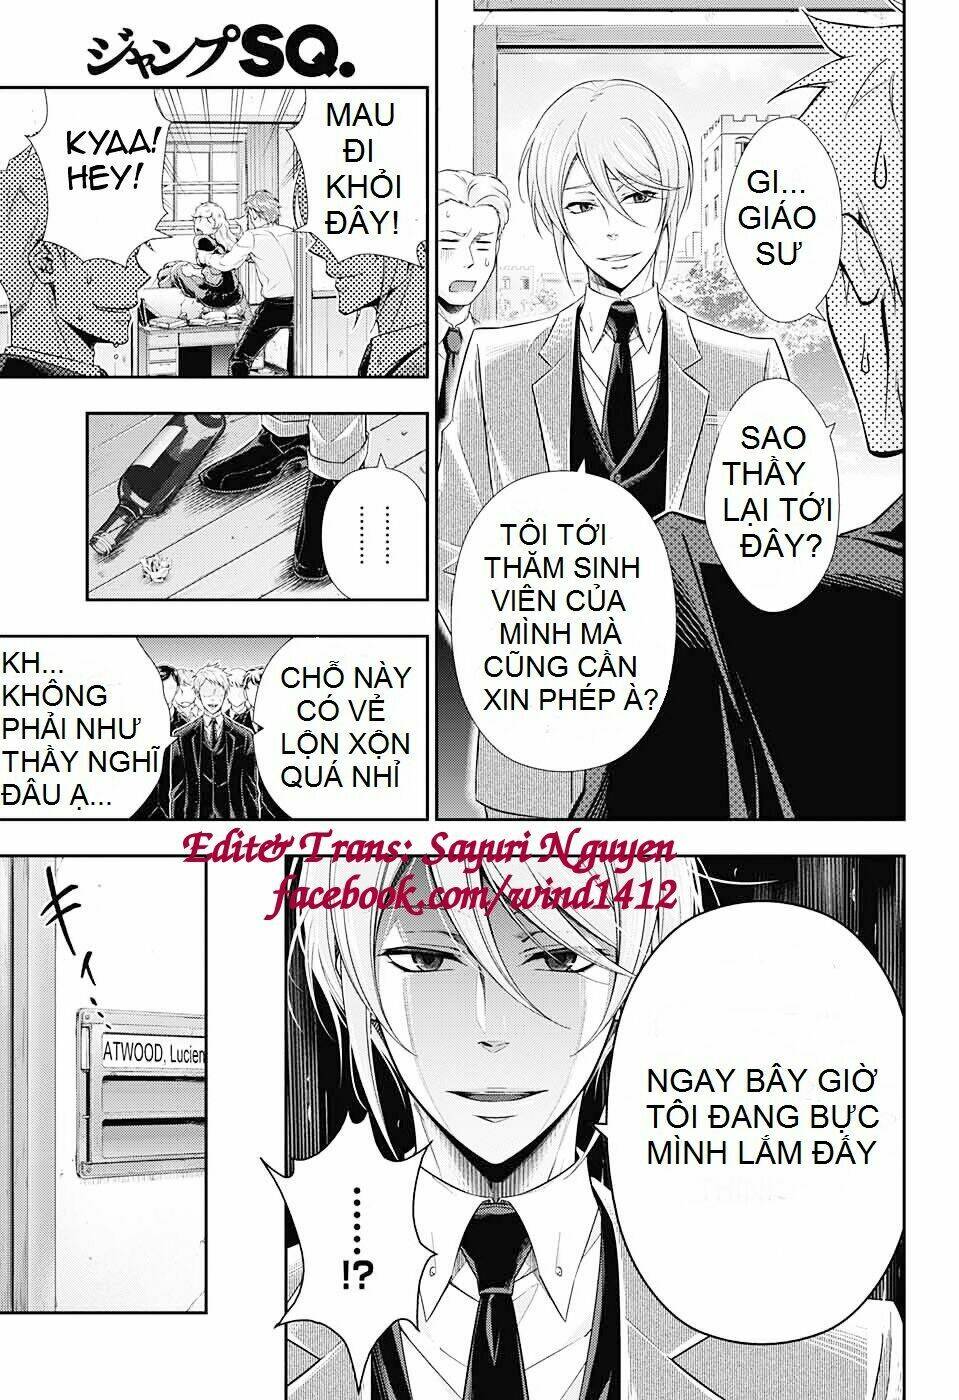 ジャンプSQ.
GI...
GIÁO
SƯ
SAO
THẦY
LẠI TỚI
ĐÂY?
TÔI TỚI
THĂM SINH
VIÊN CỦA
MÌNH MÀ
CŨNG CẦN
XIN PHÉP À?
MAU
ĐI
KHỎI
ĐÂY!
KYAA!
HEY!
......
CHỖ NÀY
CÓ VẺ
LỘN XỘN
QUÁ NHỈ
KH...
KHÔNG
PHẢI NHƯ
THẦY NGHĨ
ĐÂU Ạ...
Edit& Trans: Sayuri Nguyen
facebook.com/wind1412
NGAY BÂY GIỜ
TÔI ĐANG BỰC
MÌNH LẮM ĐẤY
......
!?
ATWOOD, Lucien